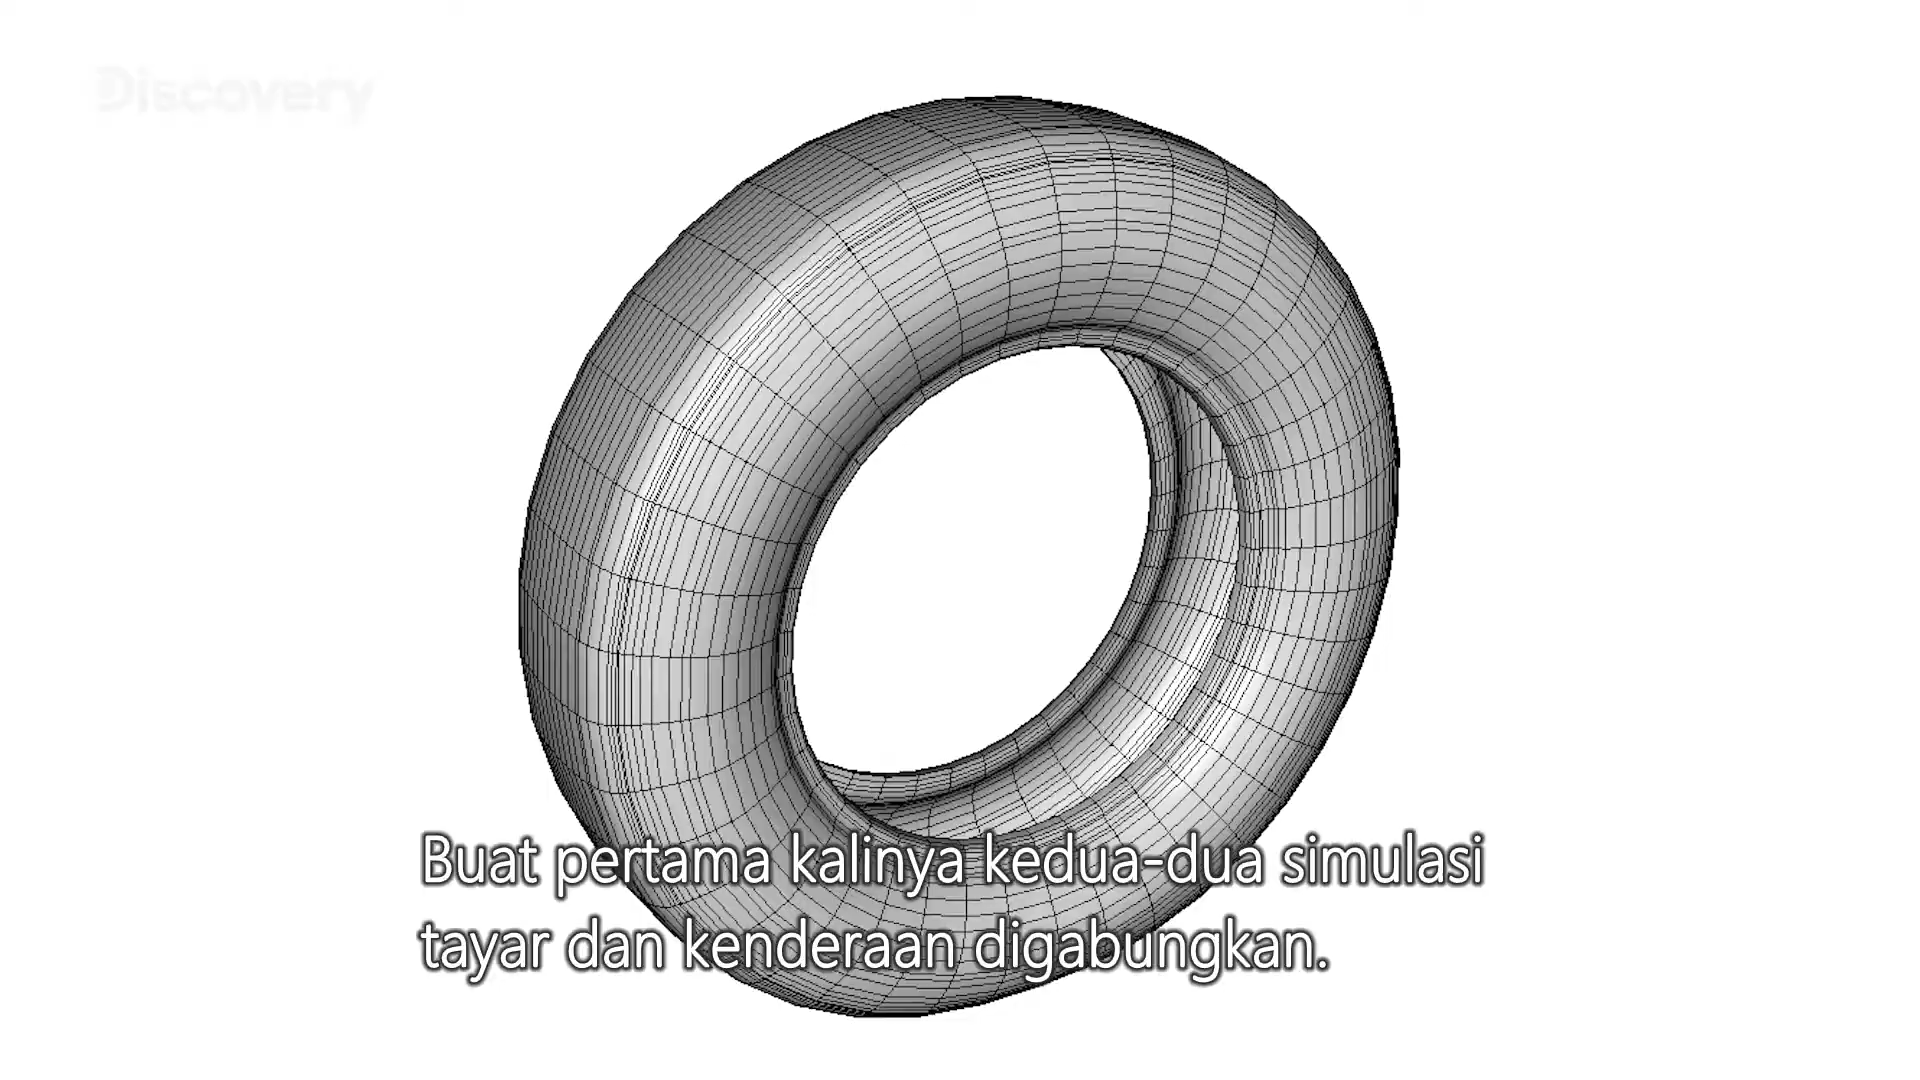 Discovery
Buat pertama kalinya kedua-dua simulasi
tayar dan kenderaan digabungkan.